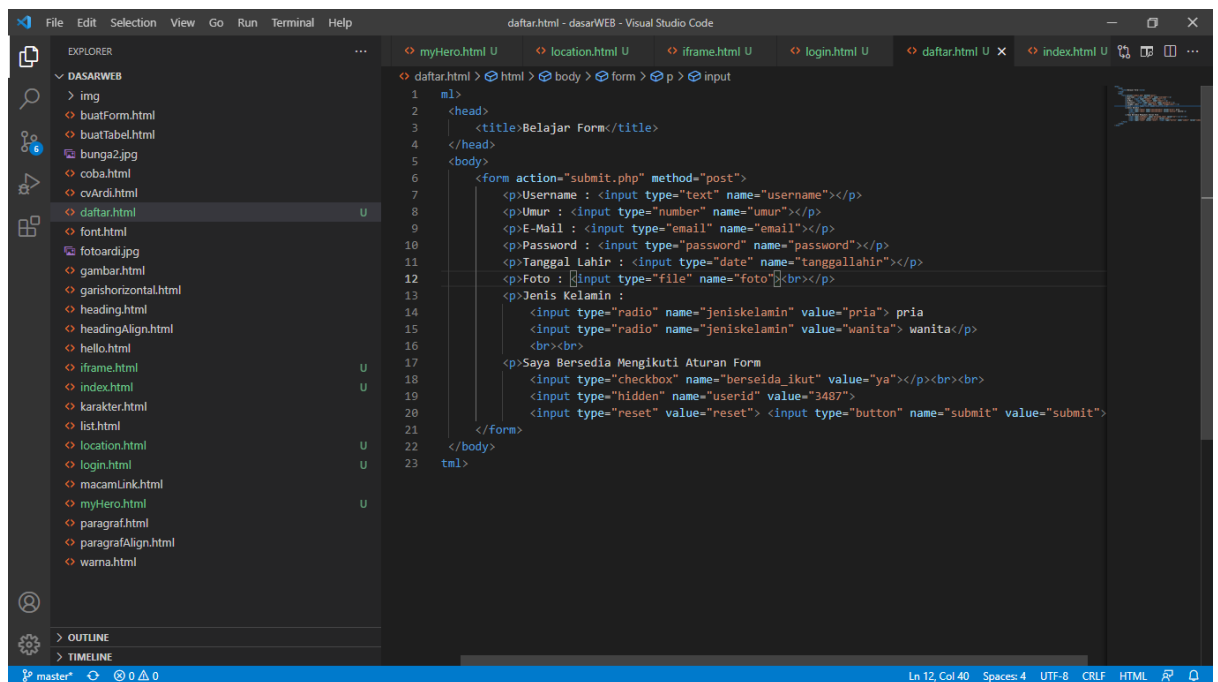 File Edit Selection View Go Run Terminal Help daftar.html - dasarWEB - Visual Studio Code
EXPLORER
DASARWEB
img
buatForm.html
buatTabel.html
bunga2.jpg
coba.html
cvArdi.html
daftar.html U
font.html
fotoardi.jpg
gambar.html
garishorizontal.html
heading.html
headingAlign.html
hello.html
iframe.html U
index.html U
karakter.html
list.html
location.html U
login.html U
macamLink.html
myHero.html U
paragraf.html
paragrafAlign.html
warna.html
OUTLINE
TIMELINE
6
myHero.html U location.html U iframe.html U login.html U daftar.html U index.html U
daftar.html > html > body > form > p > input
1 ml>
2 <head>
3 <title>Belajar Form</title>
4 </head>
5 <body>
6 <form action="submit.php" method="post">
7 <p>Username : <input type="text" name="username"></p>
8 <p>Umur : <input type="number" name="umur"></p>
9 <p>E-Mail : <input type="email" name="email"></p>
10 <p>Password : <input type="password" name="password"></p>
11 <p>Tanggal Lahir : <input type="date" name="tanggallahir"></p>
12 <p>Foto : <input type="file" name="foto"><br></p>
13 <p>Jenis Kelamin :
14 <input type="radio" name="jeniskelamin" value="pria"> pria
15 <input type="radio" name="jeniskelamin" value="wanita"> wanita</p>
16 <br><br>
17 <p>Saya Bersedia Mengikuti Aturan Form
18 <input type="checkbox" name="berseida_ikut" value="ya"></p><br><br>
19 <input type="hidden" name="userid" value="3487">
20 <input type="reset" value="reset"> <input type="button" name="submit" value="submit">
21 </form>
22 </body>
23 tml>
master* 0 0 Ln 12, Col 40 Spaces: 4 UTF-8 CRLF HTML